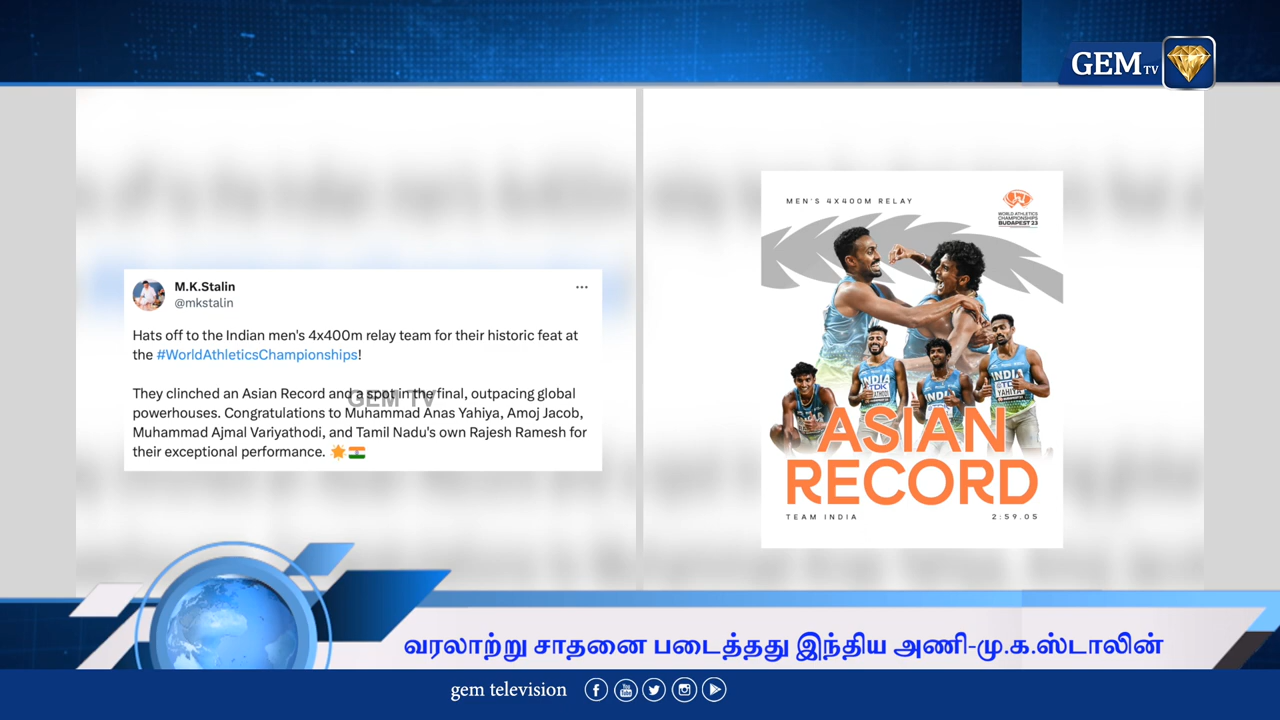 GEM TV
M.K.Stalin
@mkstalin
Hats off to the Indian men's 4x400m relay team for their historic feat at
the #WorldAthleticsChampionships!
They clinched an Asian Record and a spot in the final, outpacing global
powerhouses. Congratulations to Muhammad Anas Yahiya, Amoj Jacob,
Muhammad Ajmal Variyathodi, and Tamil Nadu's own Rajesh Ramesh for
their exceptional performance.
GEM TV
MEN'S 4X400M RELAY
WORLD ATHLETICS
CHAMPIONSHIPS
BUDAPEST 23
INDIA
INDIA
INDIA
YAHIYA
ASIAN
RECORD
TEAM INDIA
2:59.05
வரலாற்று சாதனை படைத்தது இந்திய அணி-மு.க.ஸ்டாலின்
gem television